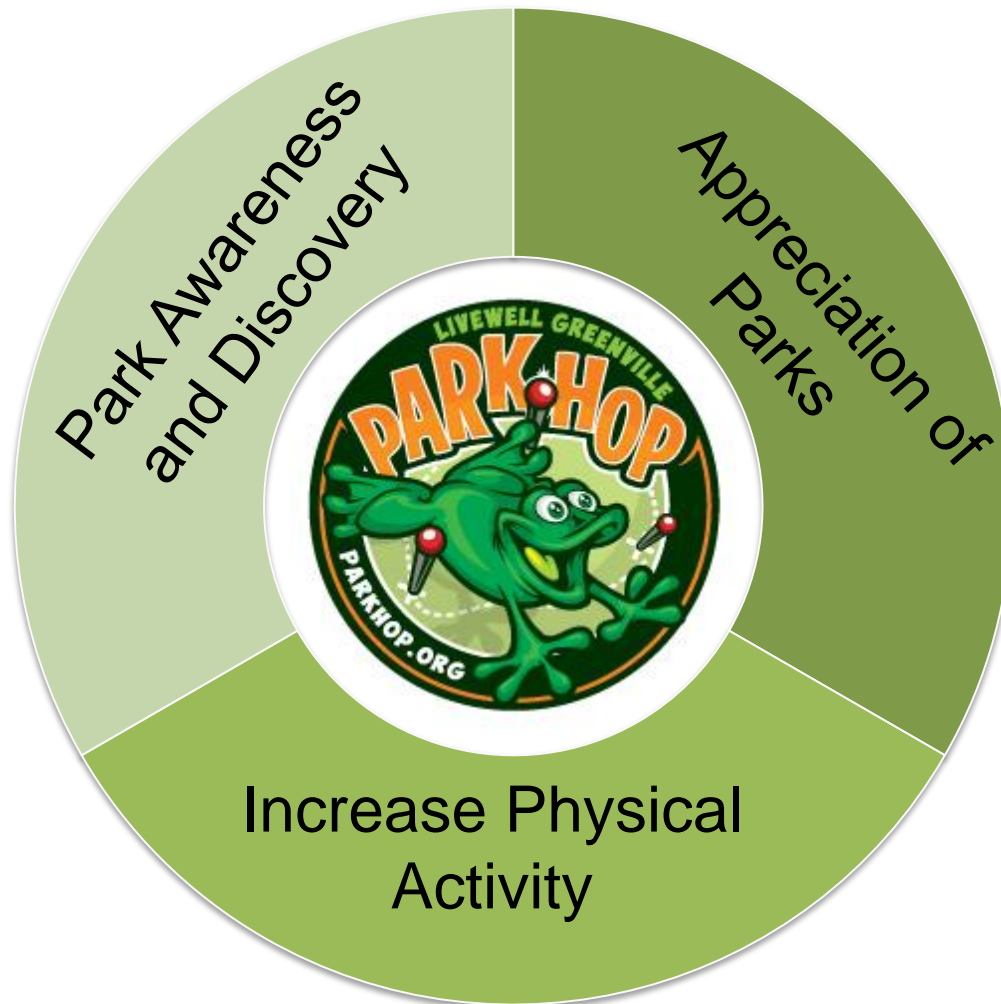 Park Awareness
and Discovery
Appreciation of
Parks
LIVEWELL GREENVILLE
PARK HOP
PARKHOP.ORG
Increase Physical
Activity